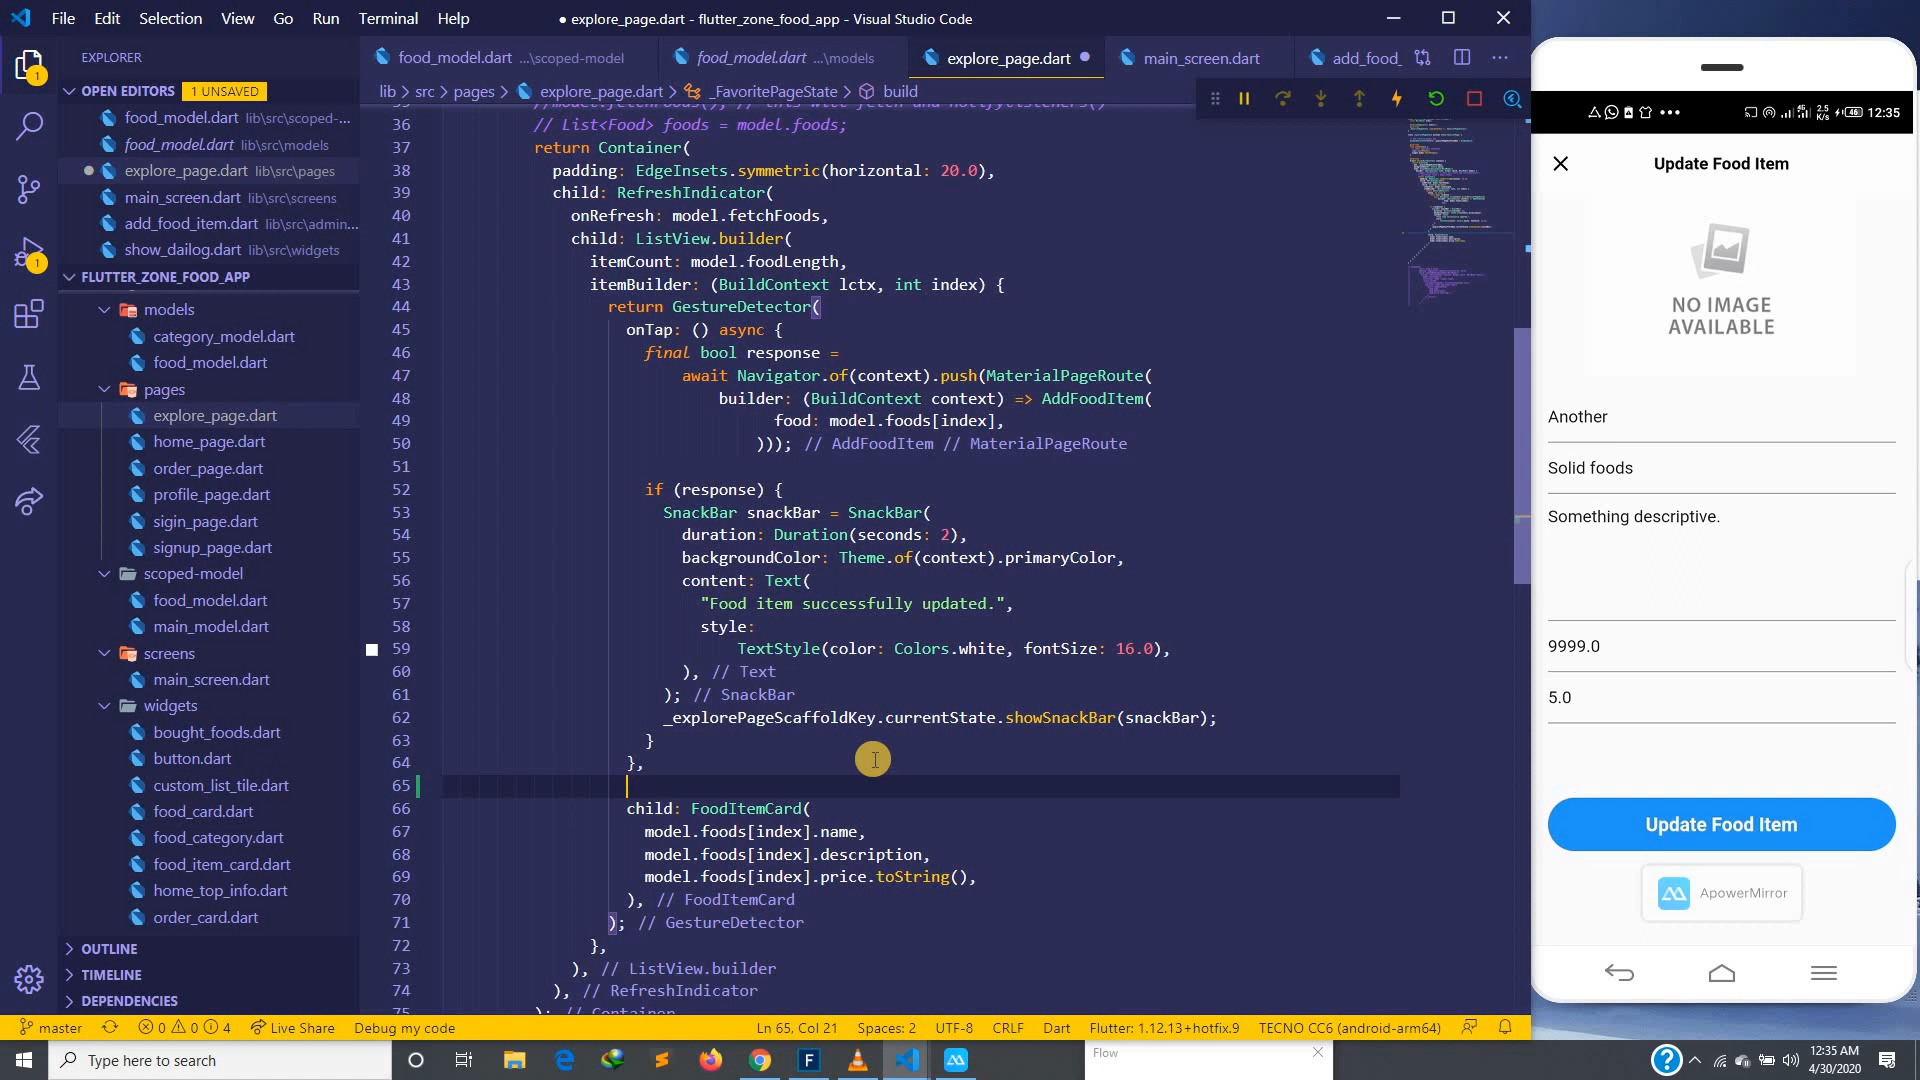 File Edit Selection View Go Run Terminal Help
● explore_page.dart - flutter_zone_food_app - Visual Studio Code
EXPLORER
OPEN EDITORS 1 UNSAVED
food_model.dart lib\src\scoped-...
food_model.dart lib\src\models
explore_page.dart lib\src\pages
main_screen.dart lib\src\screens
add_food_item.dart lib\src\admin...
show_dailog.dart lib\src\widgets
FLUTTER_ZONE_FOOD_APP
models
category_model.dart
food_model.dart
pages
explore_page.dart
home_page.dart
order_page.dart
profile_page.dart
sigin_page.dart
signup_page.dart
scoped-model
food_model.dart
main_model.dart
screens
main_screen.dart
widgets
bought_foods.dart
button.dart
custom_list_tile.dart
food_card.dart
food_category.dart
food_item_card.dart
home_top_info.dart
order_card.dart
OUTLINE
TIMELINE
DEPENDENCIES
food_model.dart ...\scoped-model
food_model.dart ...\models
explore_page.dart
main_screen.dart
add_food_
lib > src > pages > explore_page.dart > _FavoritePageState > build
36 // List<Food> foods = model.foods;
37 return Container(
38 padding: EdgeInsets.symmetric(horizontal: 20.0),
39 child: RefreshIndicator(
40 onRefresh: model.fetchFoods,
41 child: ListView.builder(
42 itemCount: model.foodLength,
43 itemBuilder: (BuildContext lctx, int index) {
44 return GestureDetector(
45 onTap: () async {
46 final bool response =
47 await Navigator.of(context).push(MaterialPageRoute(
48 builder: (BuildContext context) => AddFoodItem(
49 food: model.foods[index],
50 ))); // AddFoodItem // MaterialPageRoute
51
52 if (response) {
53 SnackBar snackBar = SnackBar(
54 duration: Duration(seconds: 2),
55 backgroundColor: Theme.of(context).primaryColor,
56 content: Text(
57 "Food item successfully updated.",
58 style:
59 TextStyle(color: Colors.white, fontSize: 16.0),
60 ), // Text
61 ); // SnackBar
62 _explorePageScaffoldKey.currentState.showSnackBar(snackBar);
63 }
64 },
65
66 child: FoodItemCard(
67 model.foods[index].name,
68 model.foods[index].description,
69 model.foods[index].price.toString(),
70 ), // FoodItemCard
71 ); // GestureDetector
72 },
73 ), // ListView.builder
74 ), // RefreshIndicator
75 ); // Container
12:35
Update Food Item
NO IMAGE
AVAILABLE
Another
Solid foods
Something descriptive.
9999.0
5.0
Update Food Item
ApowerMirror
master 0 0 4 Live Share Debug my code
Ln 65, Col 21 Spaces: 2 UTF-8 CRLF Dart Flutter: 1.12.13+hotfix.9 TECNO CC6 (android-arm64)
Type here to search
Flow
12:35 AM
4/30/2020